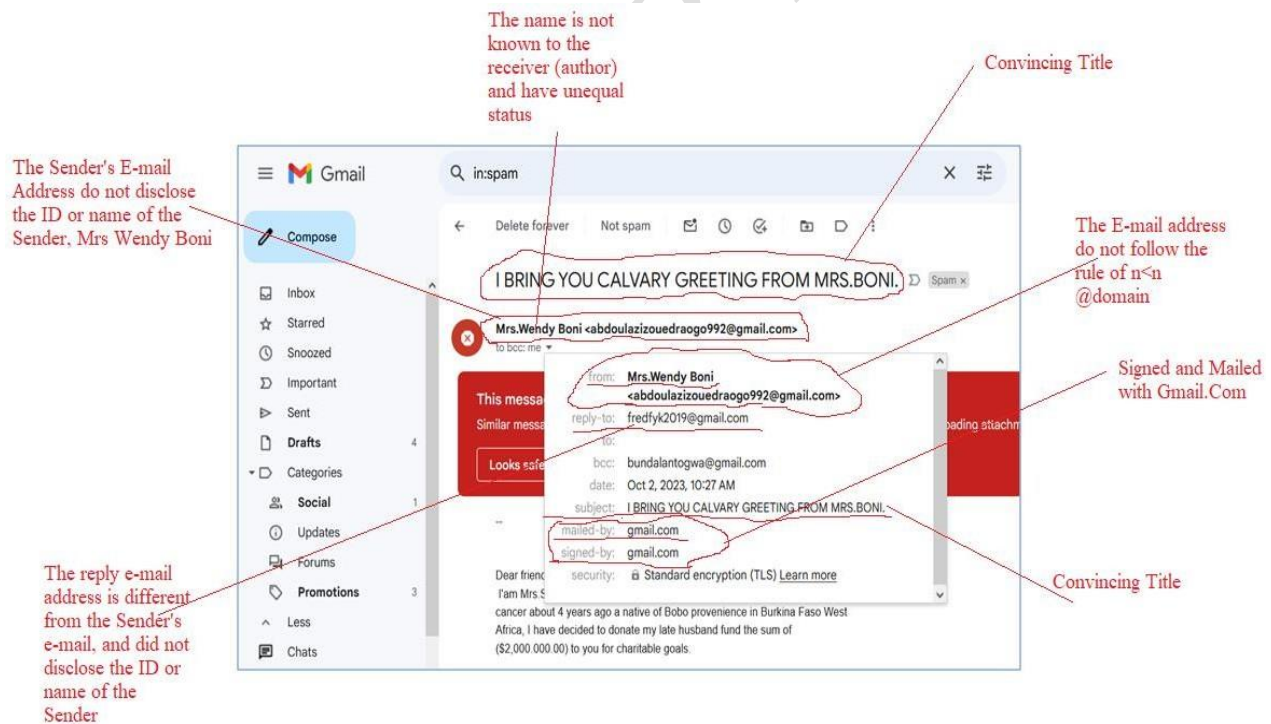 The name is not
known to the
receiver (author)
and have unequal
status
Convincing Title
The Sender's E-mail
Address do not disclose
the ID or name of the
Sender, Mrs Wendy Boni
The E-mail address
do not follow the
rule of n<n
@domain
Signed and Mailed
with Gmail.Com
Convincing Title
The reply e-mail
address is different
from the Sender's
e-mail, and did not
disclose the ID or
name of the
Sender
Gmail
in:spam
Compose
Inbox
Starred
Snoozed
Important
Sent
Drafts 4
Categories
Social 1
Updates
Forums
Promotions 3
Less
Chats
Delete forever Not spam
I BRING YOU CALVARY GREETING FROM MRS.BONI. Spam x
Mrs.Wendy Boni <abdoulazizouedraogo992@gmail.com>
to bcc: me
This messa
Similar messa oading attachm
Looks safe
from: Mrs.Wendy Boni
<abdoulazizouedraogo992@gmail.com>
reply-to: fredfyk2019@gmail.com
to:
bcc: bundalantogwa@gmail.com
date: Oct 2, 2023, 10:27 AM
subject: I BRING YOU CALVARY GREETING FROM MRS.BONI.
mailed-by: gmail.com
signed-by: gmail.com
security: Standard encryption (TLS) Learn more
--
Dear friend
I'am Mrs.S
cancer about 4 years ago a native of Bobo provenience in Burkina Faso West
Africa, I have decided to donate my late husband fund the sum of
($2,000.000.00) to you for charitable goals.